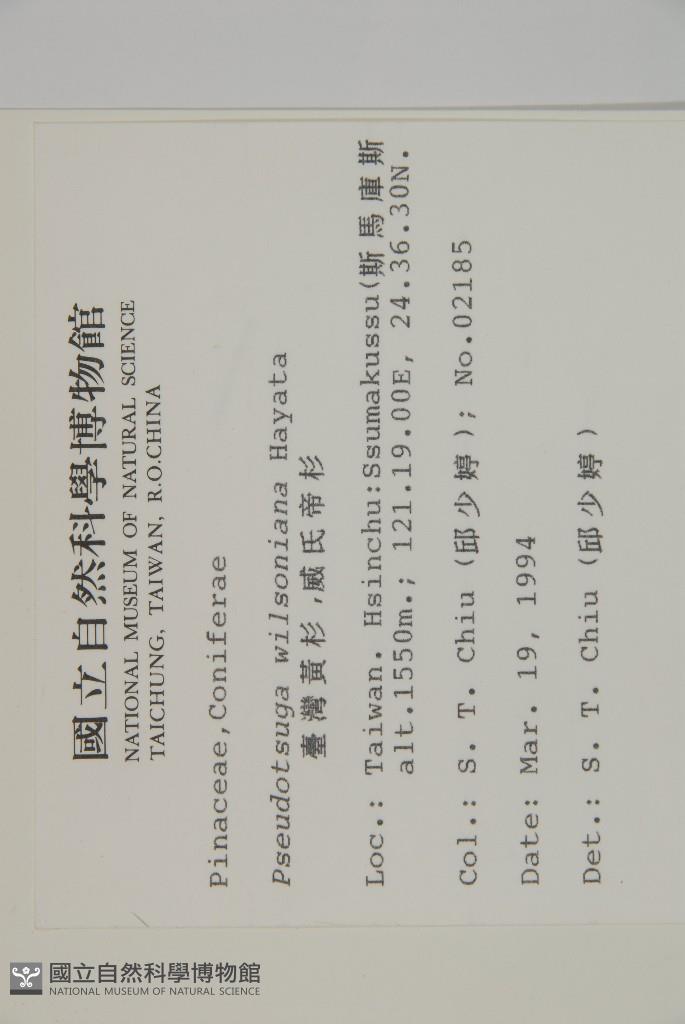 國立自然科學博物館
NATIONAL MUSEUM OF NATURAL SCIENCE
TAICHUNG, TAIWAN, R.O.CHINA
Pinaceae,Coniferae
Pseudotsuga wilsoniana Hayata
臺灣黃杉,威氏帝杉
Loc.: Taiwan. Hsinchu:Ssumakussu(斯馬庫斯
alt.1550m.; 121.19.00E, 24.36.30N.
Col.: S. T. Chiu (邱少婷); No.02185
Date: Mar. 19, 1994
Det.: S. T. Chiu (邱少婷)
國立自然科學博物館
NATIONAL MUSEUM OF NATURAL SCIENCE